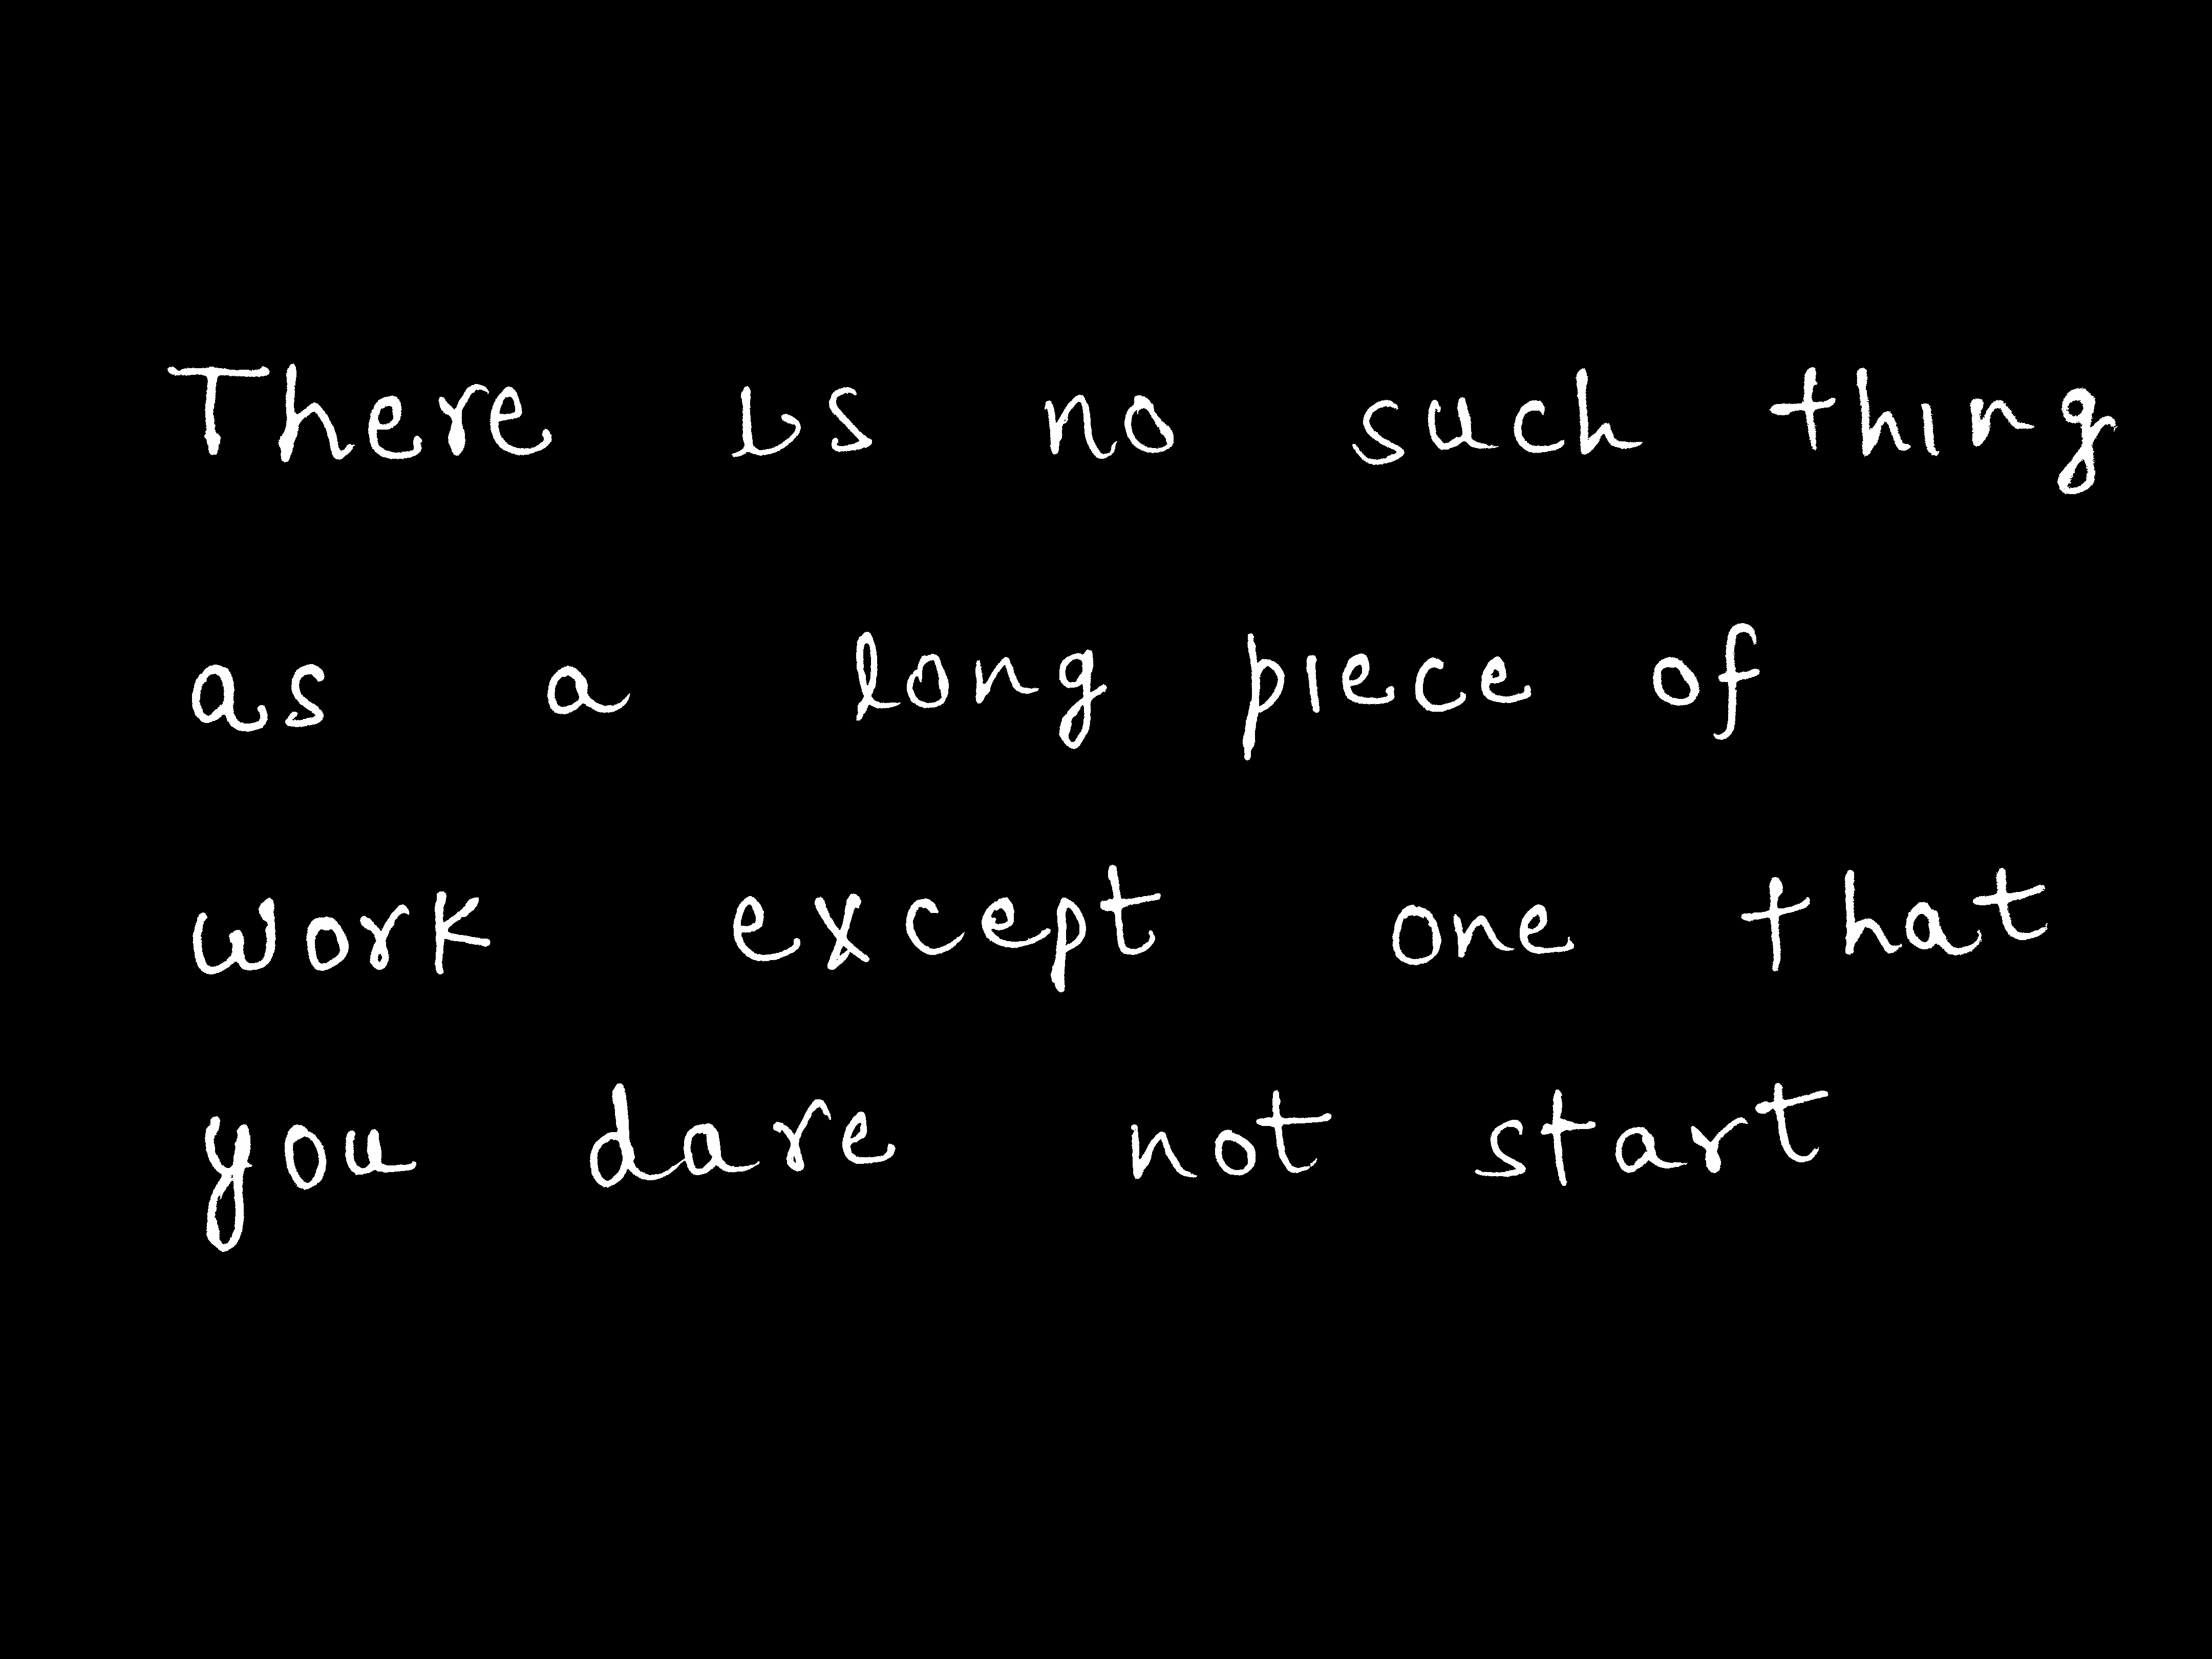 There is no such thing
as a long piece of
work except one that
you dare not start